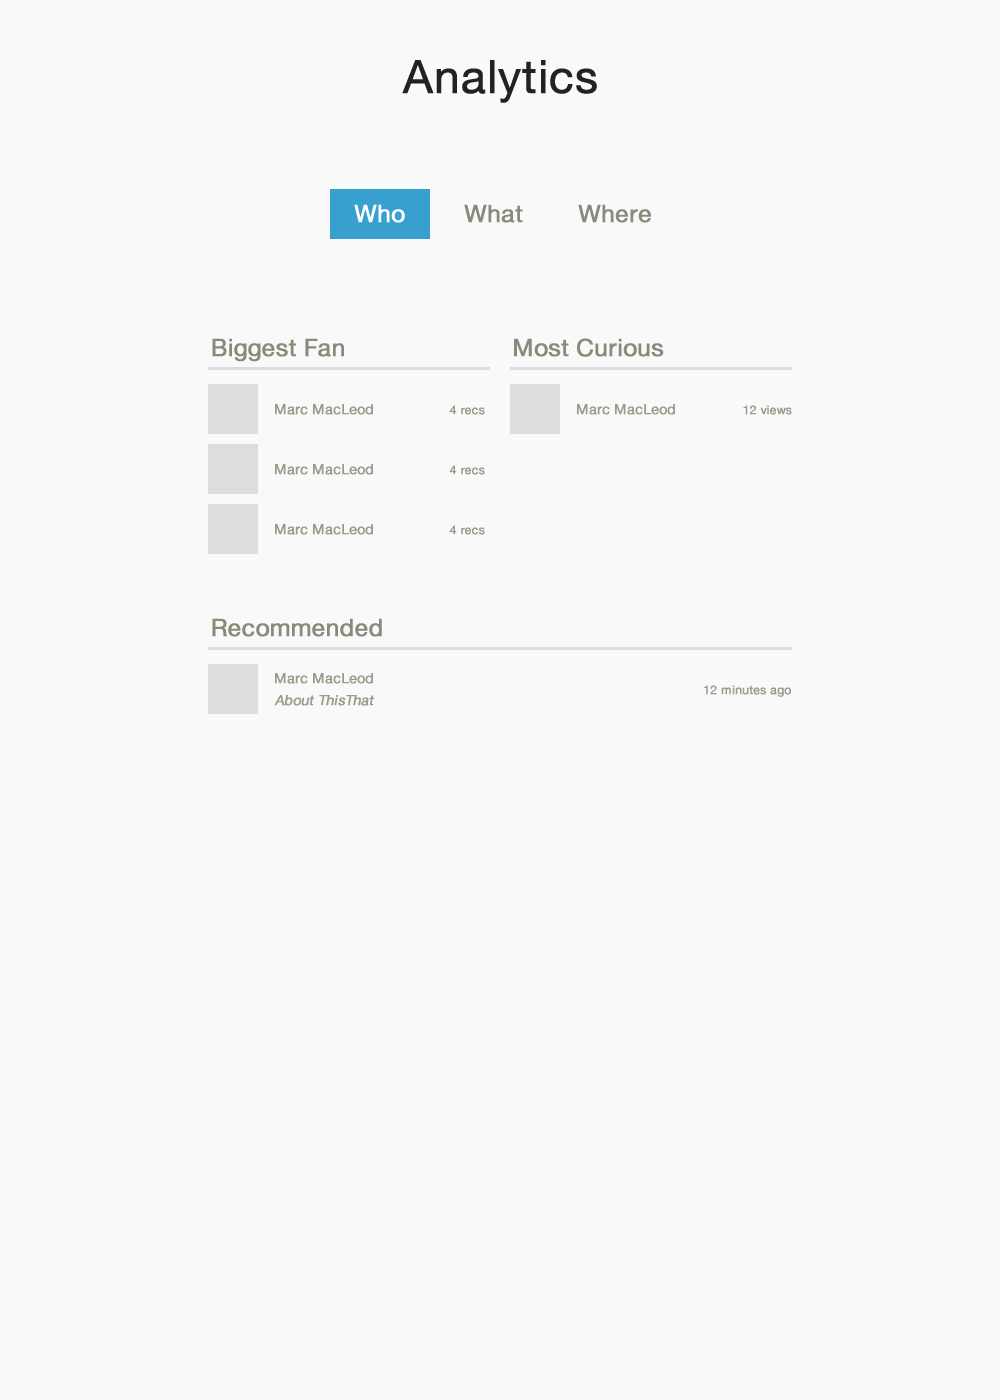 Analytics
Who What Where
Biggest Fan
Marc MacLeod 4 recs
Marc MacLeod 4 recs
Marc MacLeod 4 recs
Most Curious
Marc MacLeod 12 views
Recommended
Marc MacLeod
About ThisThat
12 minutes ago